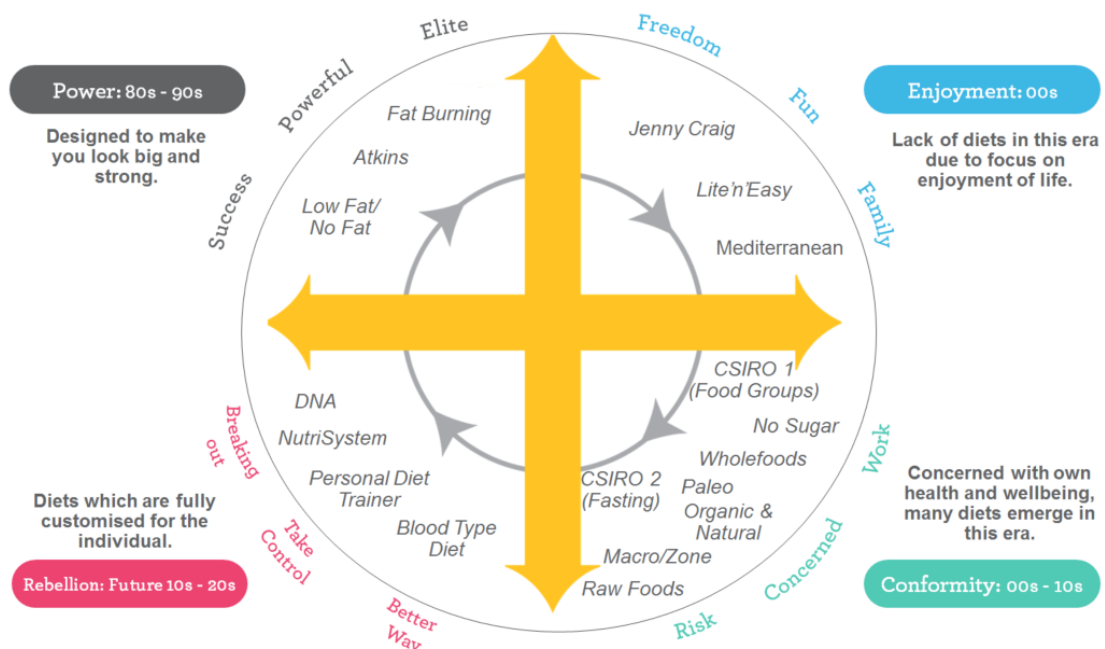 Elite
Powerful
Success
Power: 80s - 90s
Designed to make
you look big and
strong.
Fat Burning
Atkins
Low Fat/
No Fat
Freedom
Fun
Family
Enjoyment: 00s
Lack of diets in this era
due to focus on
enjoyment of life.
Jenny Craig
Lite'n'Easy
Mediterranean
CSIRO 1
(Food Groups)
No Sugar
Wholefoods
CSIRO 2
(Fasting)
Paleo
Organic &
Natural
Macro/Zone
Raw Foods
Work
Concerned
Risk
Concerned with own
health and wellbeing,
many diets emerge in
this era.
Conformity: 00s - 10s
DNA
NutriSystem
Personal Diet
Trainer
Blood Type
Diet
Breaking
out
Take
Control
Better
Way
Diets which are fully
customised for the
individual.
Rebellion: Future 10s - 20s